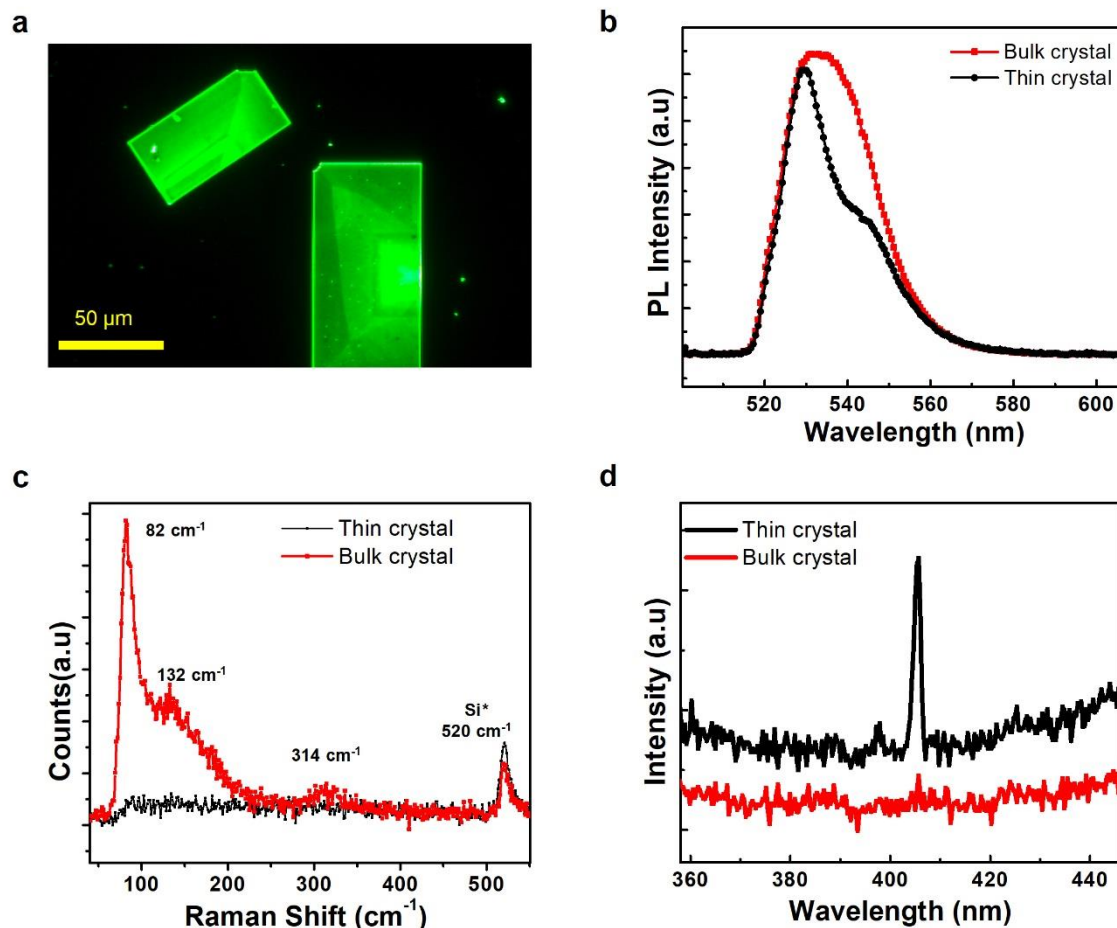 a
50 µm
b
Bulk crystal
Thin crystal
PL Intensity (a.u)
520 540 560 580 600
Wavelength (nm)
c
Thin crystal
Bulk crystal
82 cm⁻¹
132 cm⁻¹
314 cm⁻¹
Si*
520 cm⁻¹
Counts(a.u)
100 200 300 400 500
Raman Shift (cm⁻¹)
d
Thin crystal
Bulk crystal
Intensity (a.u)
360 380 400 420 440
Wavelength (nm)